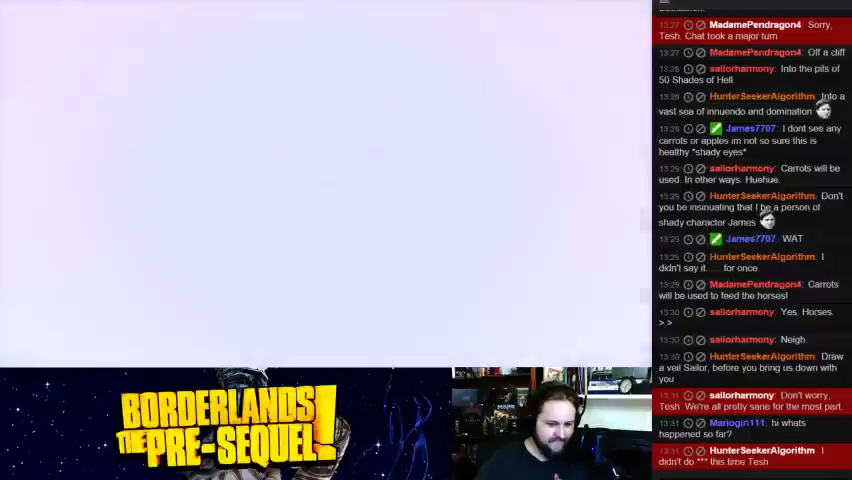 13:27 MadamePendragon4: Sorry,
Tesh. Chat took a major turn
13:27 MadamePendragon4: Off a cliff
13:28 sailorharmony: Into the pits of
50 Shades of Hell.
13:29 HunterSeekerAlgorithm: Into a
vast sea of innuendo and domination
13:29 James7707: I dont see any
carrots or apples im not so sure this is
healthy *shady eyes*
13:29 sailorharmony: Carrots will be
used. In other ways. Huehue.
13:29 HunterSeekerAlgorithm: Don't
you be insinuating that I be a person of
shady character James
13:29 James7707: WAT
13:29 HunterSeekerAlgorithm: I
didn't say it......for once.
13:29 MadamePendragon4: Carrots
will be used to feed the horses!
13:30 sailorharmony: Yes. Horses.
> >
13:30 sailorharmony: Neigh.
13:30 HunterSeekerAlgorithm: Draw
a veil Sailor, before you bring us down with
you
13:31 sailorharmony: Don't worry,
Tesh. We're all pretty sane for the most part.
13:31 Mariogirl111: hi whats
happened so far?
13:31 HunterSeekerAlgorithm: I
didn't do *** this time Tesh
BORDERLANDS
THE PRE-SEQUEL!